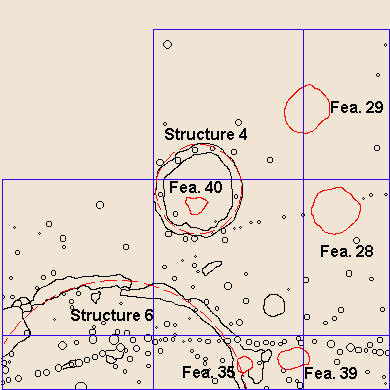 Fea. 29
Structure 4
Fea. 40
Fea. 28
Structure 6
Fea. 35
Fea. 39